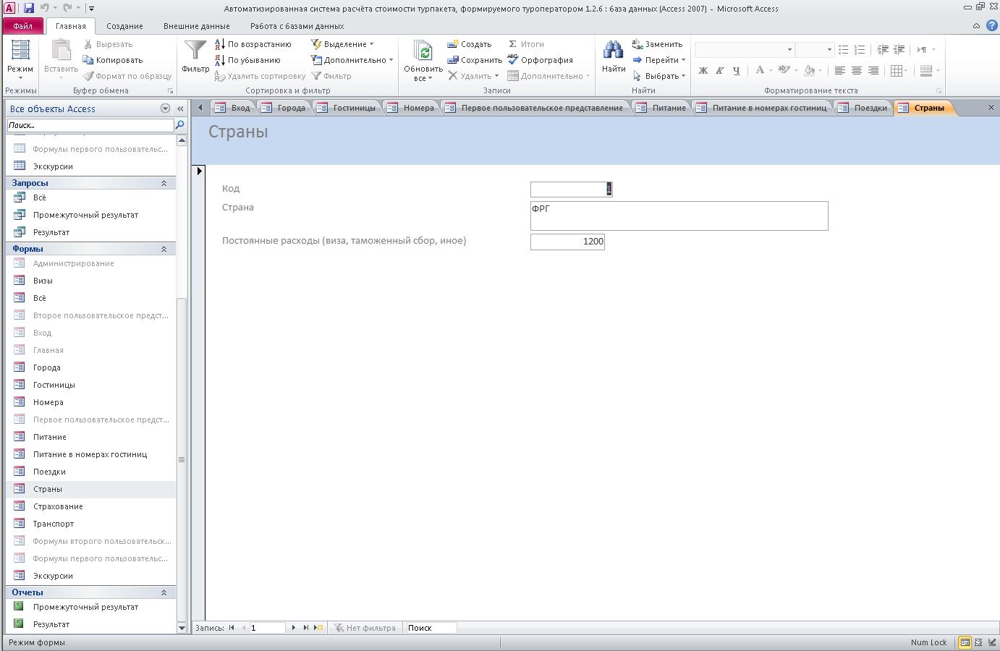 Автоматизированная система расчёта стоимости турпакета, формируемого туроператором 1.2.6 : база данных (Access 2007) - Microsoft Access
Файл Главная Создание Внешние данные Работа с базами данных
Режим
Режимы
Вставить
Вырезать
Копировать
Формат по образцу
Буфер обмена
Фильтр
По возрастанию
По убыванию
Удалить сортировку
Выделение
Дополнительно
Фильтр
Сортировка и фильтр
Обновить
все
Создать
Сохранить
Удалить
Итоги
Орфография
Дополнительно
Записи
Найти
Заменить
Перейти
Выбрать
Найти
Ж К Ч А
Форматирование текста
Все объекты Access
Поиск...
Формулы первого пользовательс...
Экскурсии
Запросы
Всё
Промежуточный результат
Результат
Формы
Администрирование
Визы
Всё
Второе пользовательское предст...
Вход
Главная
Города
Гостиницы
Номера
Первое пользовательское предст...
Питание
Питание в номерах гостиниц
Поездки
Страны
Страхование
Транспорт
Формулы второго пользовательск...
Формулы первого пользовательс...
Экскурсии
Отчеты
Промежуточный результат
Результат
Вход Города Гостиницы Номера Первое пользовательское представление Питание Питание в номерах гостиниц Поездки Страны
Страны
Код 1
Страна ФРГ
Постоянные расходы (виза, таможенный сбор, иное) 1200
Запись: 1 Нет фильтра Поиск
Режим формы Num Lock